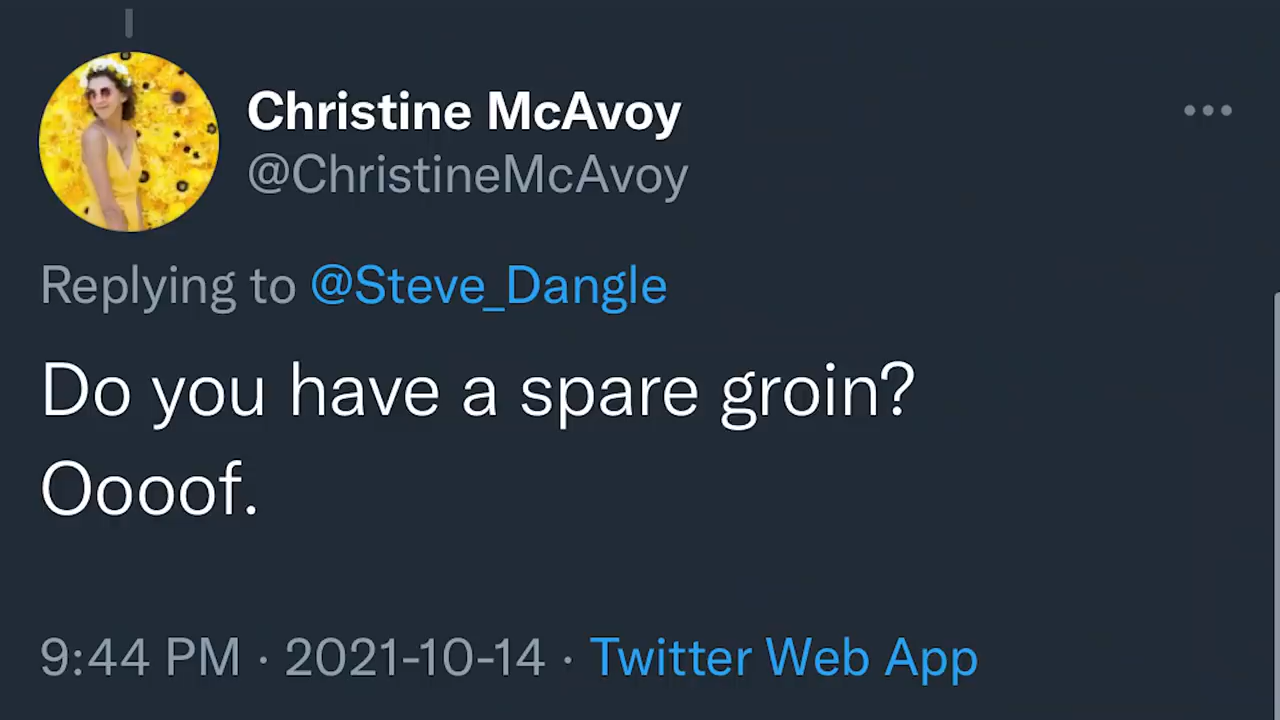 Christine McAvoy
@ChristineMcAvoy
Replying to @Steve_Dangle
Do you have a spare groin?
Oooof.
9:44 PM · 2021-10-14 · Twitter Web App